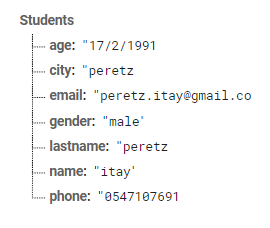 Students
age: "17/2/1991
city: "peretz
email: "peretz.itay@gmail.co
gender: "male'
lastname: "peretz
name: "itay'
phone: "0547107691